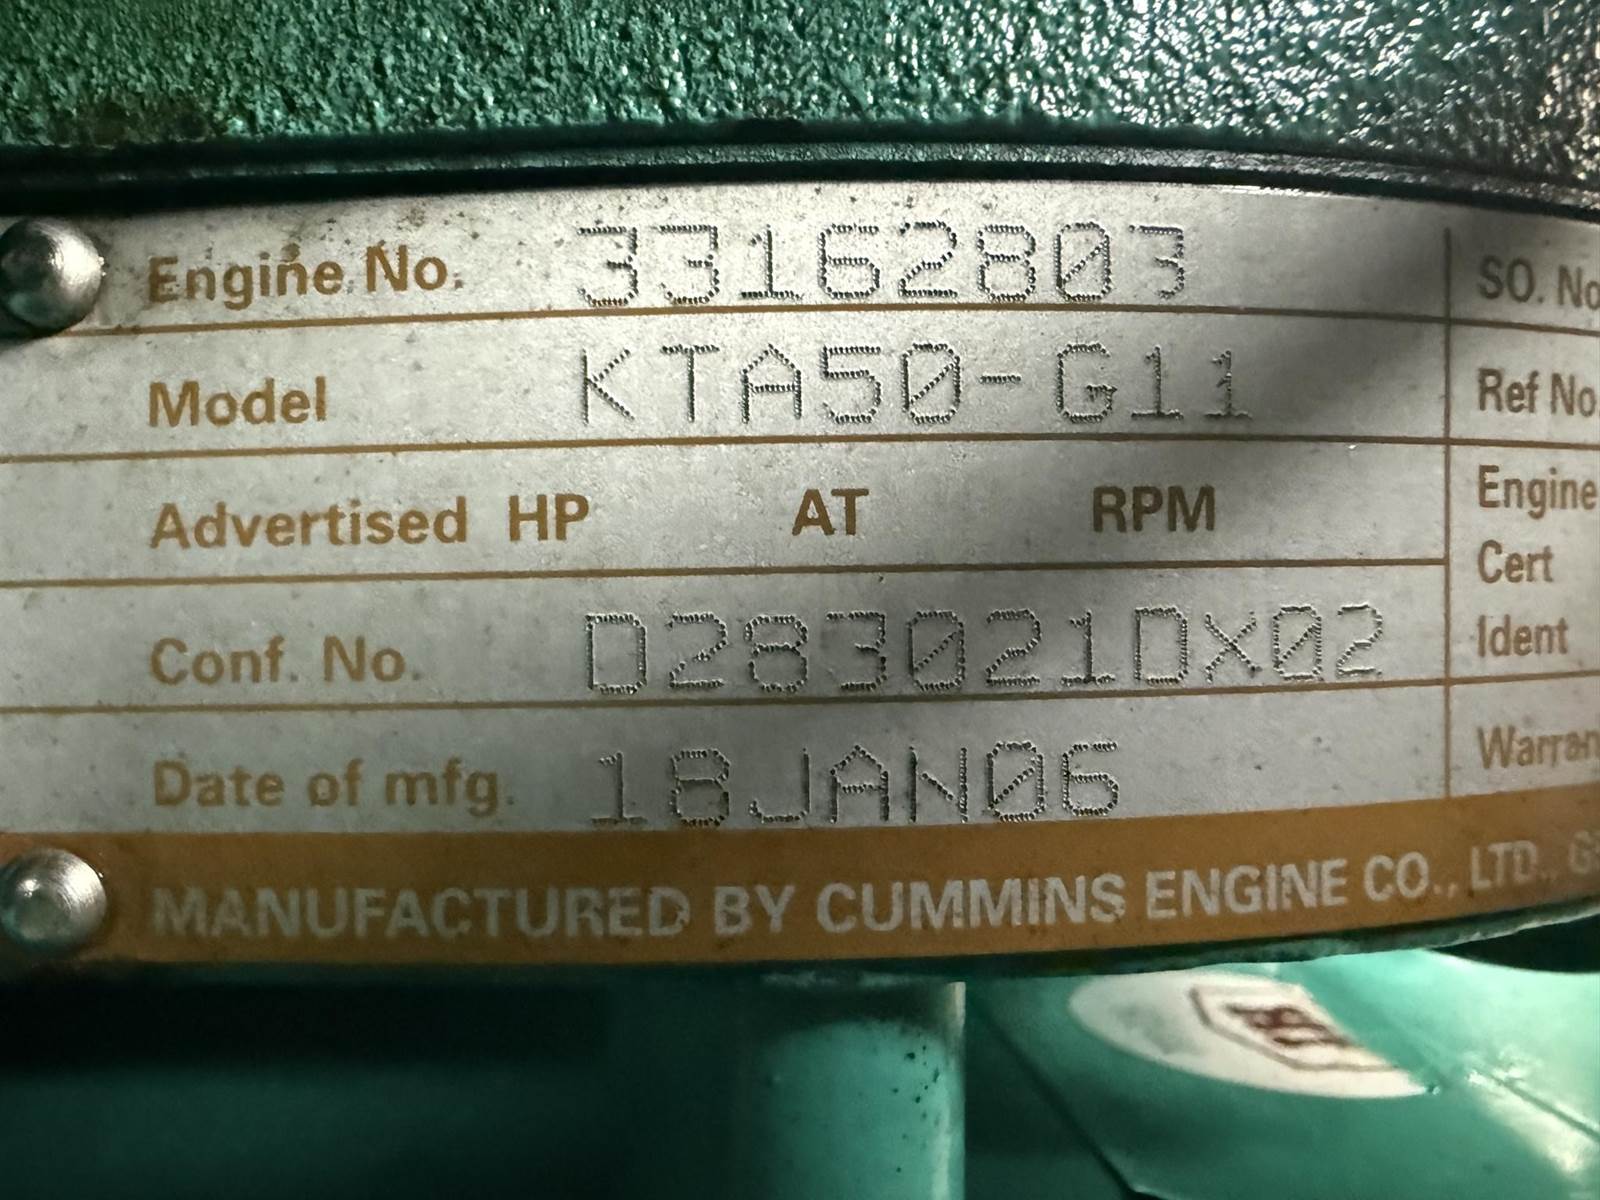 Engine No. 33162803 SO. No.
Model KTA50-G11 Ref No.
Advertised HP AT RPM Engine
Cert
Conf. No. D283021DX02 Ident
Date of mfg. 18JAN06
MANUFACTURED BY CUMMINS ENGINE CO., LTD.,